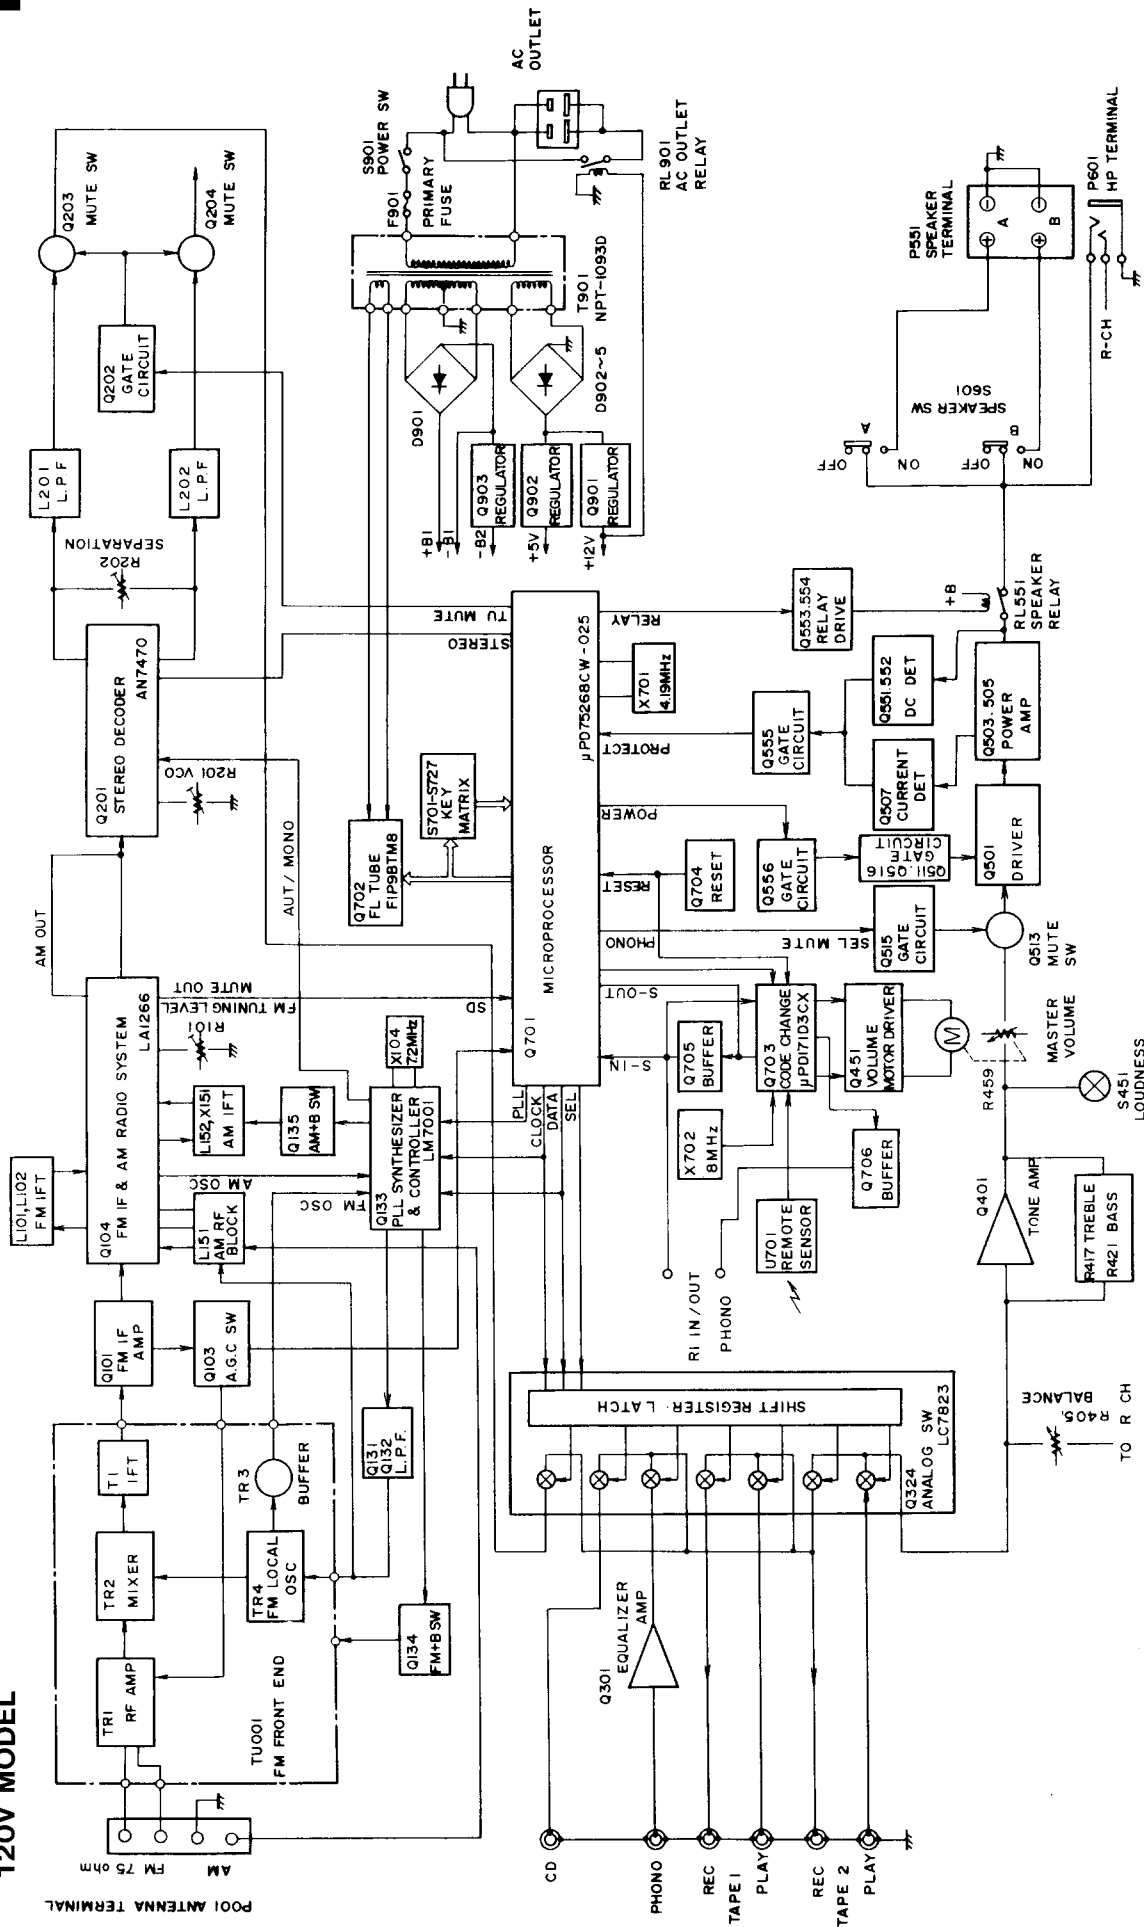 120V MODEL
P001 ANTENNA TERMINAL
FM 75 ohm
AM
TU001
FM FRONT END
TR1
RF AMP
TR2
MIXER
T1
IFT
TR3
BUFFER
TR4
FM LOCAL
OSC
Q134
FM+B SW
Q131
Q132
L.P.F.
Q101
FM IF
AMP
Q103
A.G.C SW
L101,L102
FM IFT
Q104
FM IF & AM RADIO SYSTEM
LA1266
L151
AM RF
BLOCK
AM OSC
FM OSC
L152,X151
AM IFT
Q135
AM+B SW
R101
FM TUNING LEVEL
MUTE OUT
SD
AM OUT
AUT/MONO
Q133
PLL SYNTHESIZER
& CONTROLLER
LM7001
X104
7.2MHz
Q201
STEREO DECODER
AN7470
R201 VCO
R202
SEPARATION
L201
L.P.F
L202
L.P.F
Q202
GATE
CIRCUIT
Q203
MUTE SW
Q204
MUTE SW
STEREO
TU MUTE
Q702
FL TUBE
FIP9BTM8
S701-S727
KEY
MATRIX
Q701
MICROPROCESSOR
μPD75268CW-025
PLL
CLOCK
DATA
SEL
S-IN
S-OUT
PHONO
SEL MUTE
RESET
POWER
PROTECT
RELAY
X701
4.19MHz
Q704
RESET
Q705
BUFFER
Q703
CODE CHANGE
μPD17103CX
X702
8MHz
U701
REMOTE
SENSOR
Q706
BUFFER
Q451
VOLUME
MOTOR DRIVER
M
RI IN/OUT
PHONO
S901
POWER SW
F901
PRIMARY
FUSE
AC
OUTLET
RL901
AC OUTLET
RELAY
T901
NPT-1093D
D901
D902~5
Q903
REGULATOR
Q902
REGULATOR
Q901
REGULATOR
+B1
-B1
-B2
+5V
+12V
SHIFT REGISTER · LATCH
Q324
ANALOG SW
LC7823
Q301
EQUALIZER
AMP
CD
PHONO
REC
TAPE 1
PLAY
REC
TAPE 2
PLAY
R405
BALANCE
TO R CH
Q401
TONE AMP
R417 TREBLE
R421 BASS
R459
MASTER
VOLUME
S451
LOUDNESS
Q513
MUTE
SW
Q515
GATE
CIRCUIT
Q556
GATE
CIRCUIT
Q511.Q516
GATE
CIRCUIT
Q501
DRIVER
Q503.505
POWER
AMP
Q507
CURRENT
DET
Q551.552
DC DET
Q555
GATE
CIRCUIT
Q553.554
RELAY
DRIVE
+B
RL551
SPEAKER
RELAY
S601
SPEAKER SW
A
OFF
ON
B
OFF
ON
P551
SPEAKER
TERMINAL
A
B
P601
HP TERMINAL
R-CH